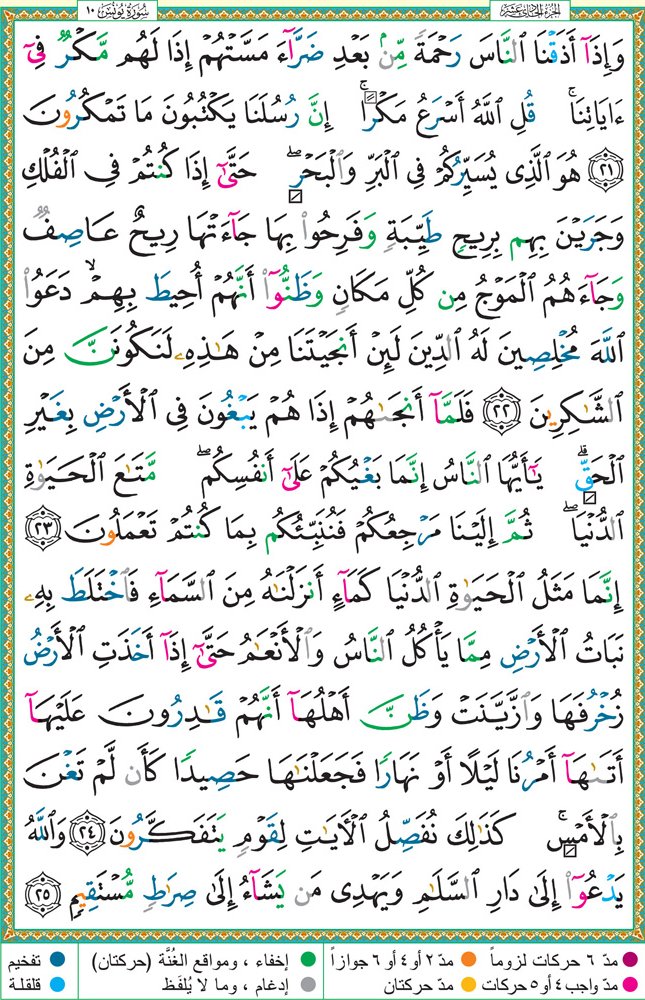 سُورَةُ يُونُسَ ١٠
الجزء الحادي عشر
وَإِذَآ أَذَقْنَا ٱلنَّاسَ رَحْمَةً مِّنۢ بَعْدِ ضَرَّآءَ مَسَّتْهُمْ إِذَا لَهُم مَّكْرٌ فِىٓ
ءَايَاتِنَا ۚ قُلِ ٱللَّهُ أَسْرَعُ مَكْرًا ۚ إِنَّ رُسُلَنَا يَكْتُبُونَ مَا تَمْكُرُونَ
٢١ هُوَ ٱلَّذِى يُسَيِّرُكُمْ فِى ٱلْبَرِّ وَٱلْبَحْرِ ۖ حَتَّىٰٓ إِذَا كُنتُمْ فِى ٱلْفُلْكِ
وَجَرَيْنَ بِهِم بِرِيحٍ طَيِّبَةٍ وَفَرِحُوا۟ بِهَا جَآءَتْهَا رِيحٌ عَاصِفٌ
وَجَآءَهُمُ ٱلْمَوْجُ مِن كُلِّ مَكَانٍ وَظَنُّوٓا۟ أَنَّهُمْ أُحِيطَ بِهِمْ ۙ دَعَوُا۟
ٱللَّهَ مُخْلِصِينَ لَهُ ٱلدِّينَ لَئِنْ أَنجَيْتَنَا مِنْ هَٰذِهِۦ لَنَكُونَنَّ مِنَ
ٱلشَّٰكِرِينَ ٢٢ فَلَمَّآ أَنجَىٰهُمْ إِذَا هُمْ يَبْغُونَ فِى ٱلْأَرْضِ بِغَيْرِ
ٱلْحَقِّ ۗ يَٰٓأَيُّهَا ٱلنَّاسُ إِنَّمَا بَغْيُكُمْ عَلَىٰٓ أَنفُسِكُم ۖ مَّتَٰعَ ٱلْحَيَوٰةِ
ٱلدُّنْيَا ۖ ثُمَّ إِلَيْنَا مَرْجِعُكُمْ فَنُنَبِّئُكُم بِمَا كُنتُمْ تَعْمَلُونَ ٢٣
إِنَّمَا مَثَلُ ٱلْحَيَوٰةِ ٱلدُّنْيَا كَمَآءٍ أَنزَلْنَٰهُ مِنَ ٱلسَّمَآءِ فَٱخْتَلَطَ بِهِۦ
نَبَاتُ ٱلْأَرْضِ مِمَّا يَأْكُلُ ٱلنَّاسُ وَٱلْأَنْعَٰمُ حَتَّىٰٓ إِذَآ أَخَذَتِ ٱلْأَرْضُ
زُخْرُفَهَا وَٱزَّيَّنَتْ وَظَنَّ أَهْلُهَآ أَنَّهُمْ قَٰدِرُونَ عَلَيْهَآ
أَتَىٰهَآ أَمْرُنَا لَيْلًا أَوْ نَهَارًا فَجَعَلْنَٰهَا حَصِيدًا كَأَن لَّمْ تَغْنَ
بِٱلْأَمْسِ ۚ كَذَٰلِكَ نُفَصِّلُ ٱلْءَايَٰتِ لِقَوْمٍ يَتَفَكَّرُونَ ٢٤ وَٱللَّهُ
يَدْعُوٓا۟ إِلَىٰ دَارِ ٱلسَّلَٰمِ وَيَهْدِى مَن يَشَآءُ إِلَىٰ صِرَٰطٍ مُّسْتَقِيمٍ ٢٥
مدّ ٦ حركات لزوماً مدّ ٢ أو ٤ أو ٦ جوازاً إخفاء ، ومواقع الغُنَّة (حركتان) تفخيم
مدّ واجب ٤ أو ٥ حركات مدّ حركتان إدغام ، وما لا يُلفَظ قلقلة